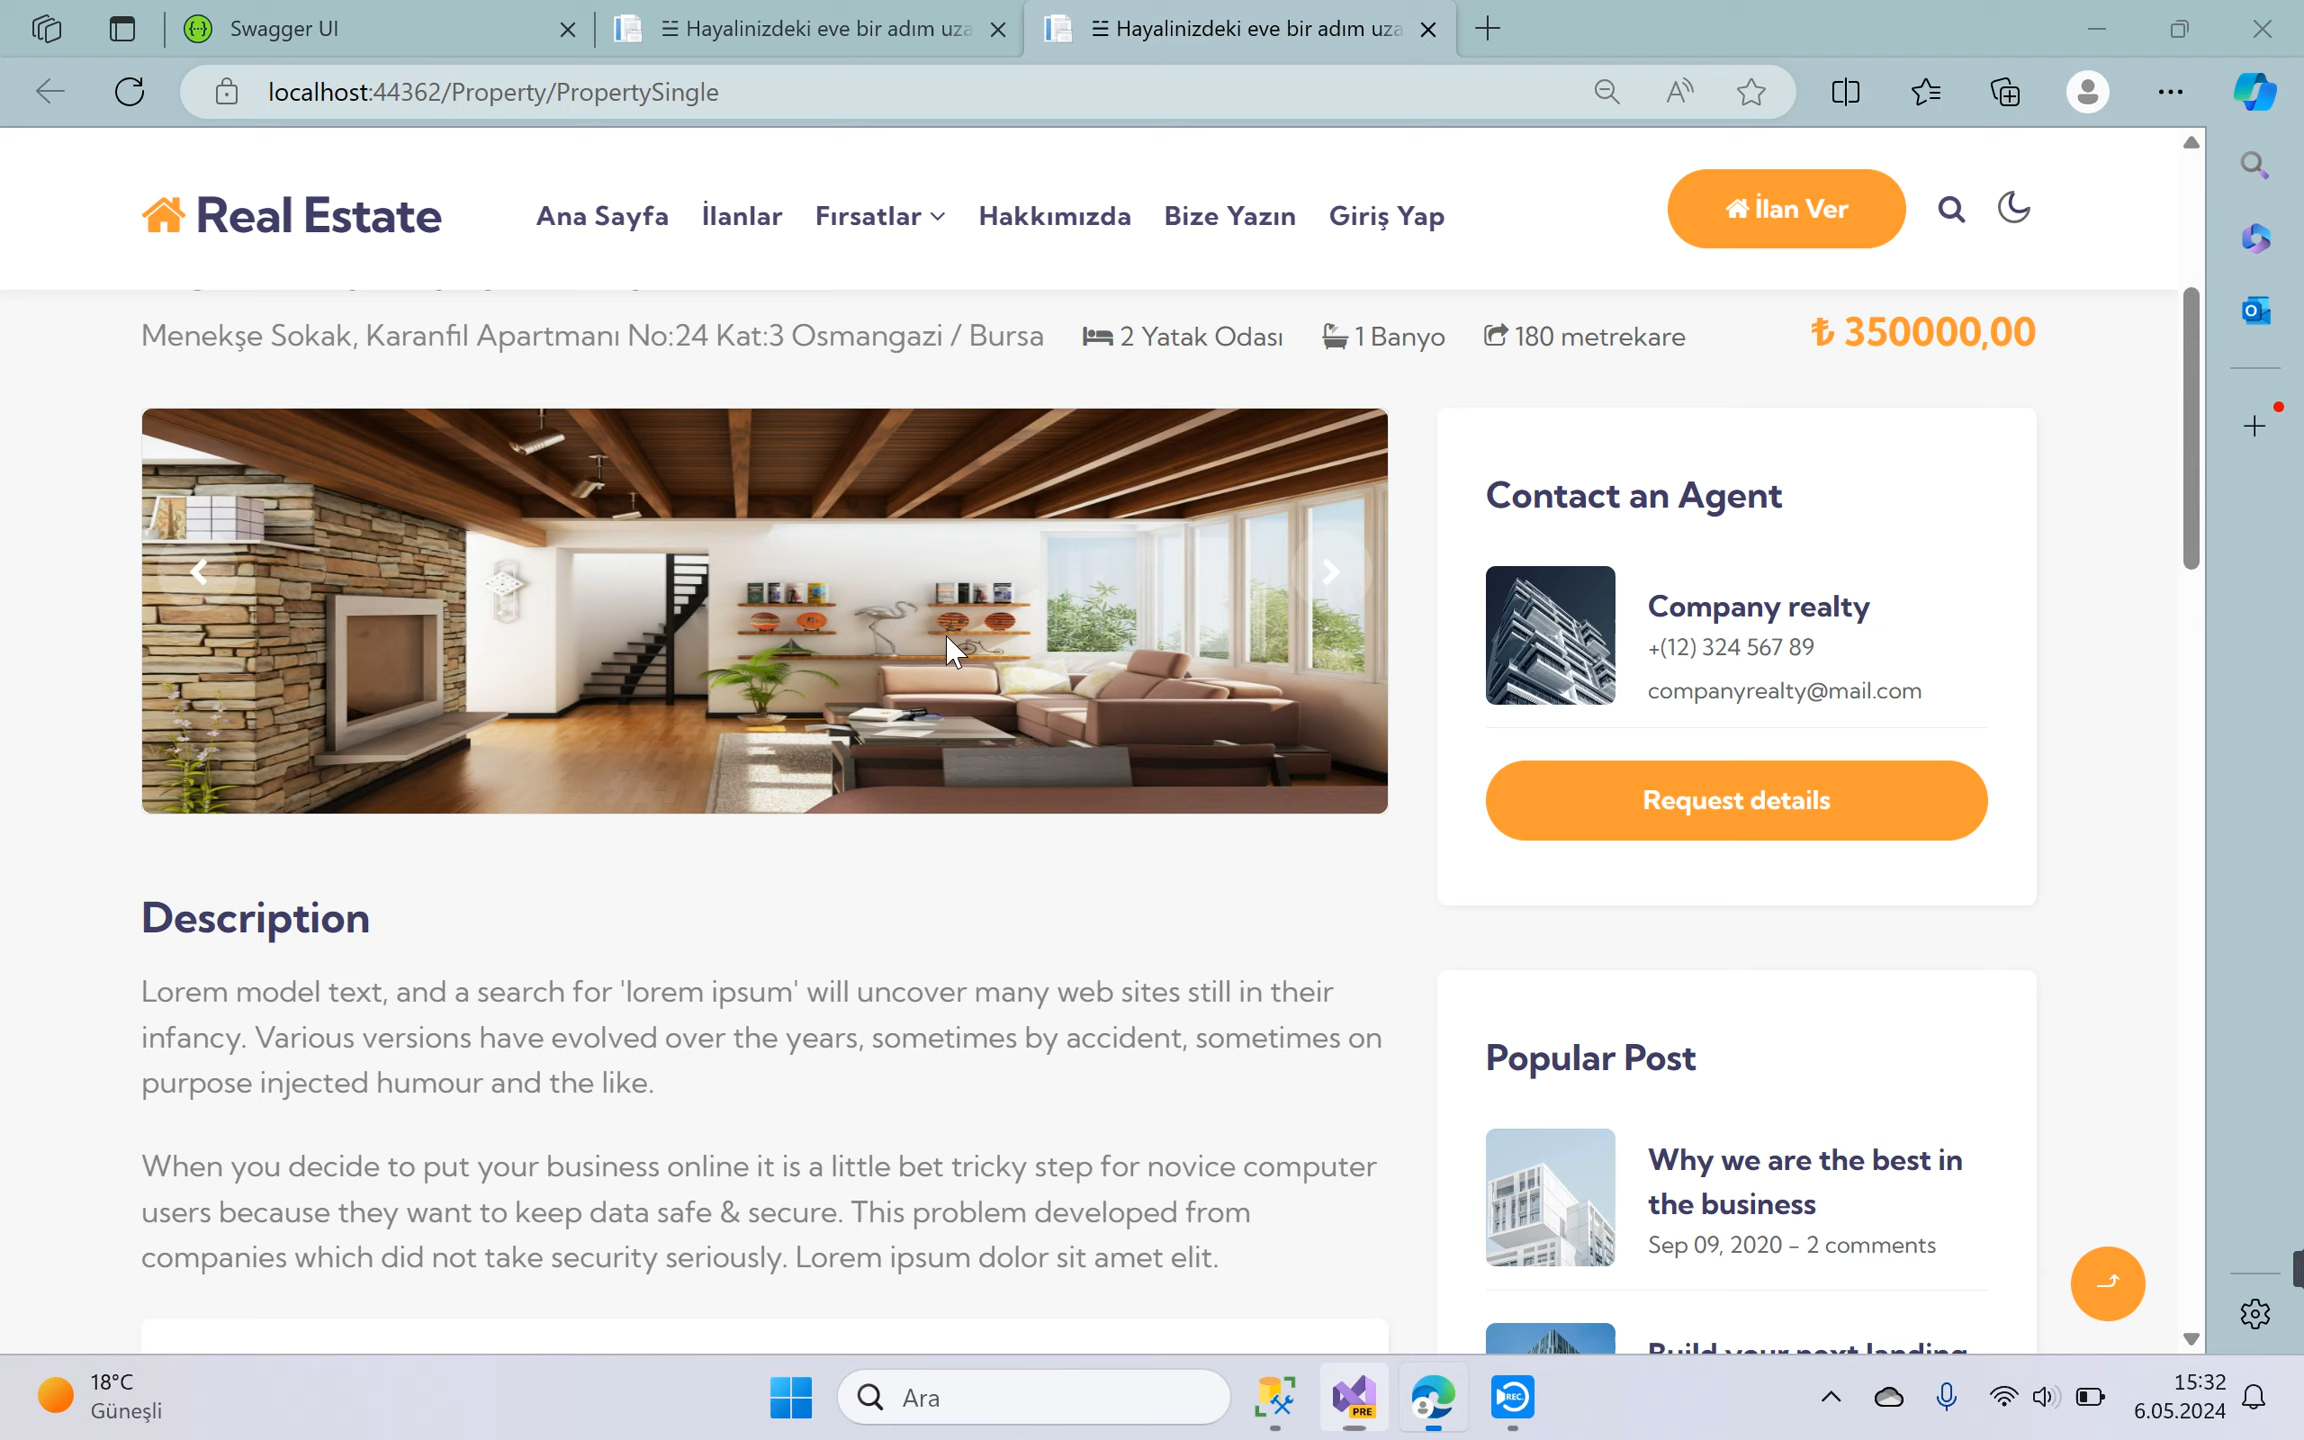 Swagger UI
☱ Hayalinizdeki eve bir adım uza
☱ Hayalinizdeki eve bir adım uza
localhost:44362/Property/PropertySingle
Real Estate
Ana Sayfa
İlanlar
Fırsatlar
Hakkımızda
Bize Yazın
Giriş Yap
İlan Ver
Menekşe Sokak, Karanfil Apartmanı No:24 Kat:3 Osmangazi / Bursa
2 Yatak Odası
1 Banyo
180 metrekare
₺ 350000,00
Contact an Agent
Company realty
+(12) 324 567 89
companyrealty@mail.com
Request details
Description
Lorem model text, and a search for 'lorem ipsum' will uncover many web sites still in their
infancy. Various versions have evolved over the years, sometimes by accident, sometimes on
purpose injected humour and the like.
When you decide to put your business online it is a little bet tricky step for novice computer
users because they want to keep data safe & secure. This problem developed from
companies which did not take security seriously. Lorem ipsum dolor sit amet elit.
Popular Post
Why we are the best in
the business
Sep 09, 2020 - 2 comments
Build your next landing
18°C
Güneşli
Ara
PRE
REC
15:32
6.05.2024